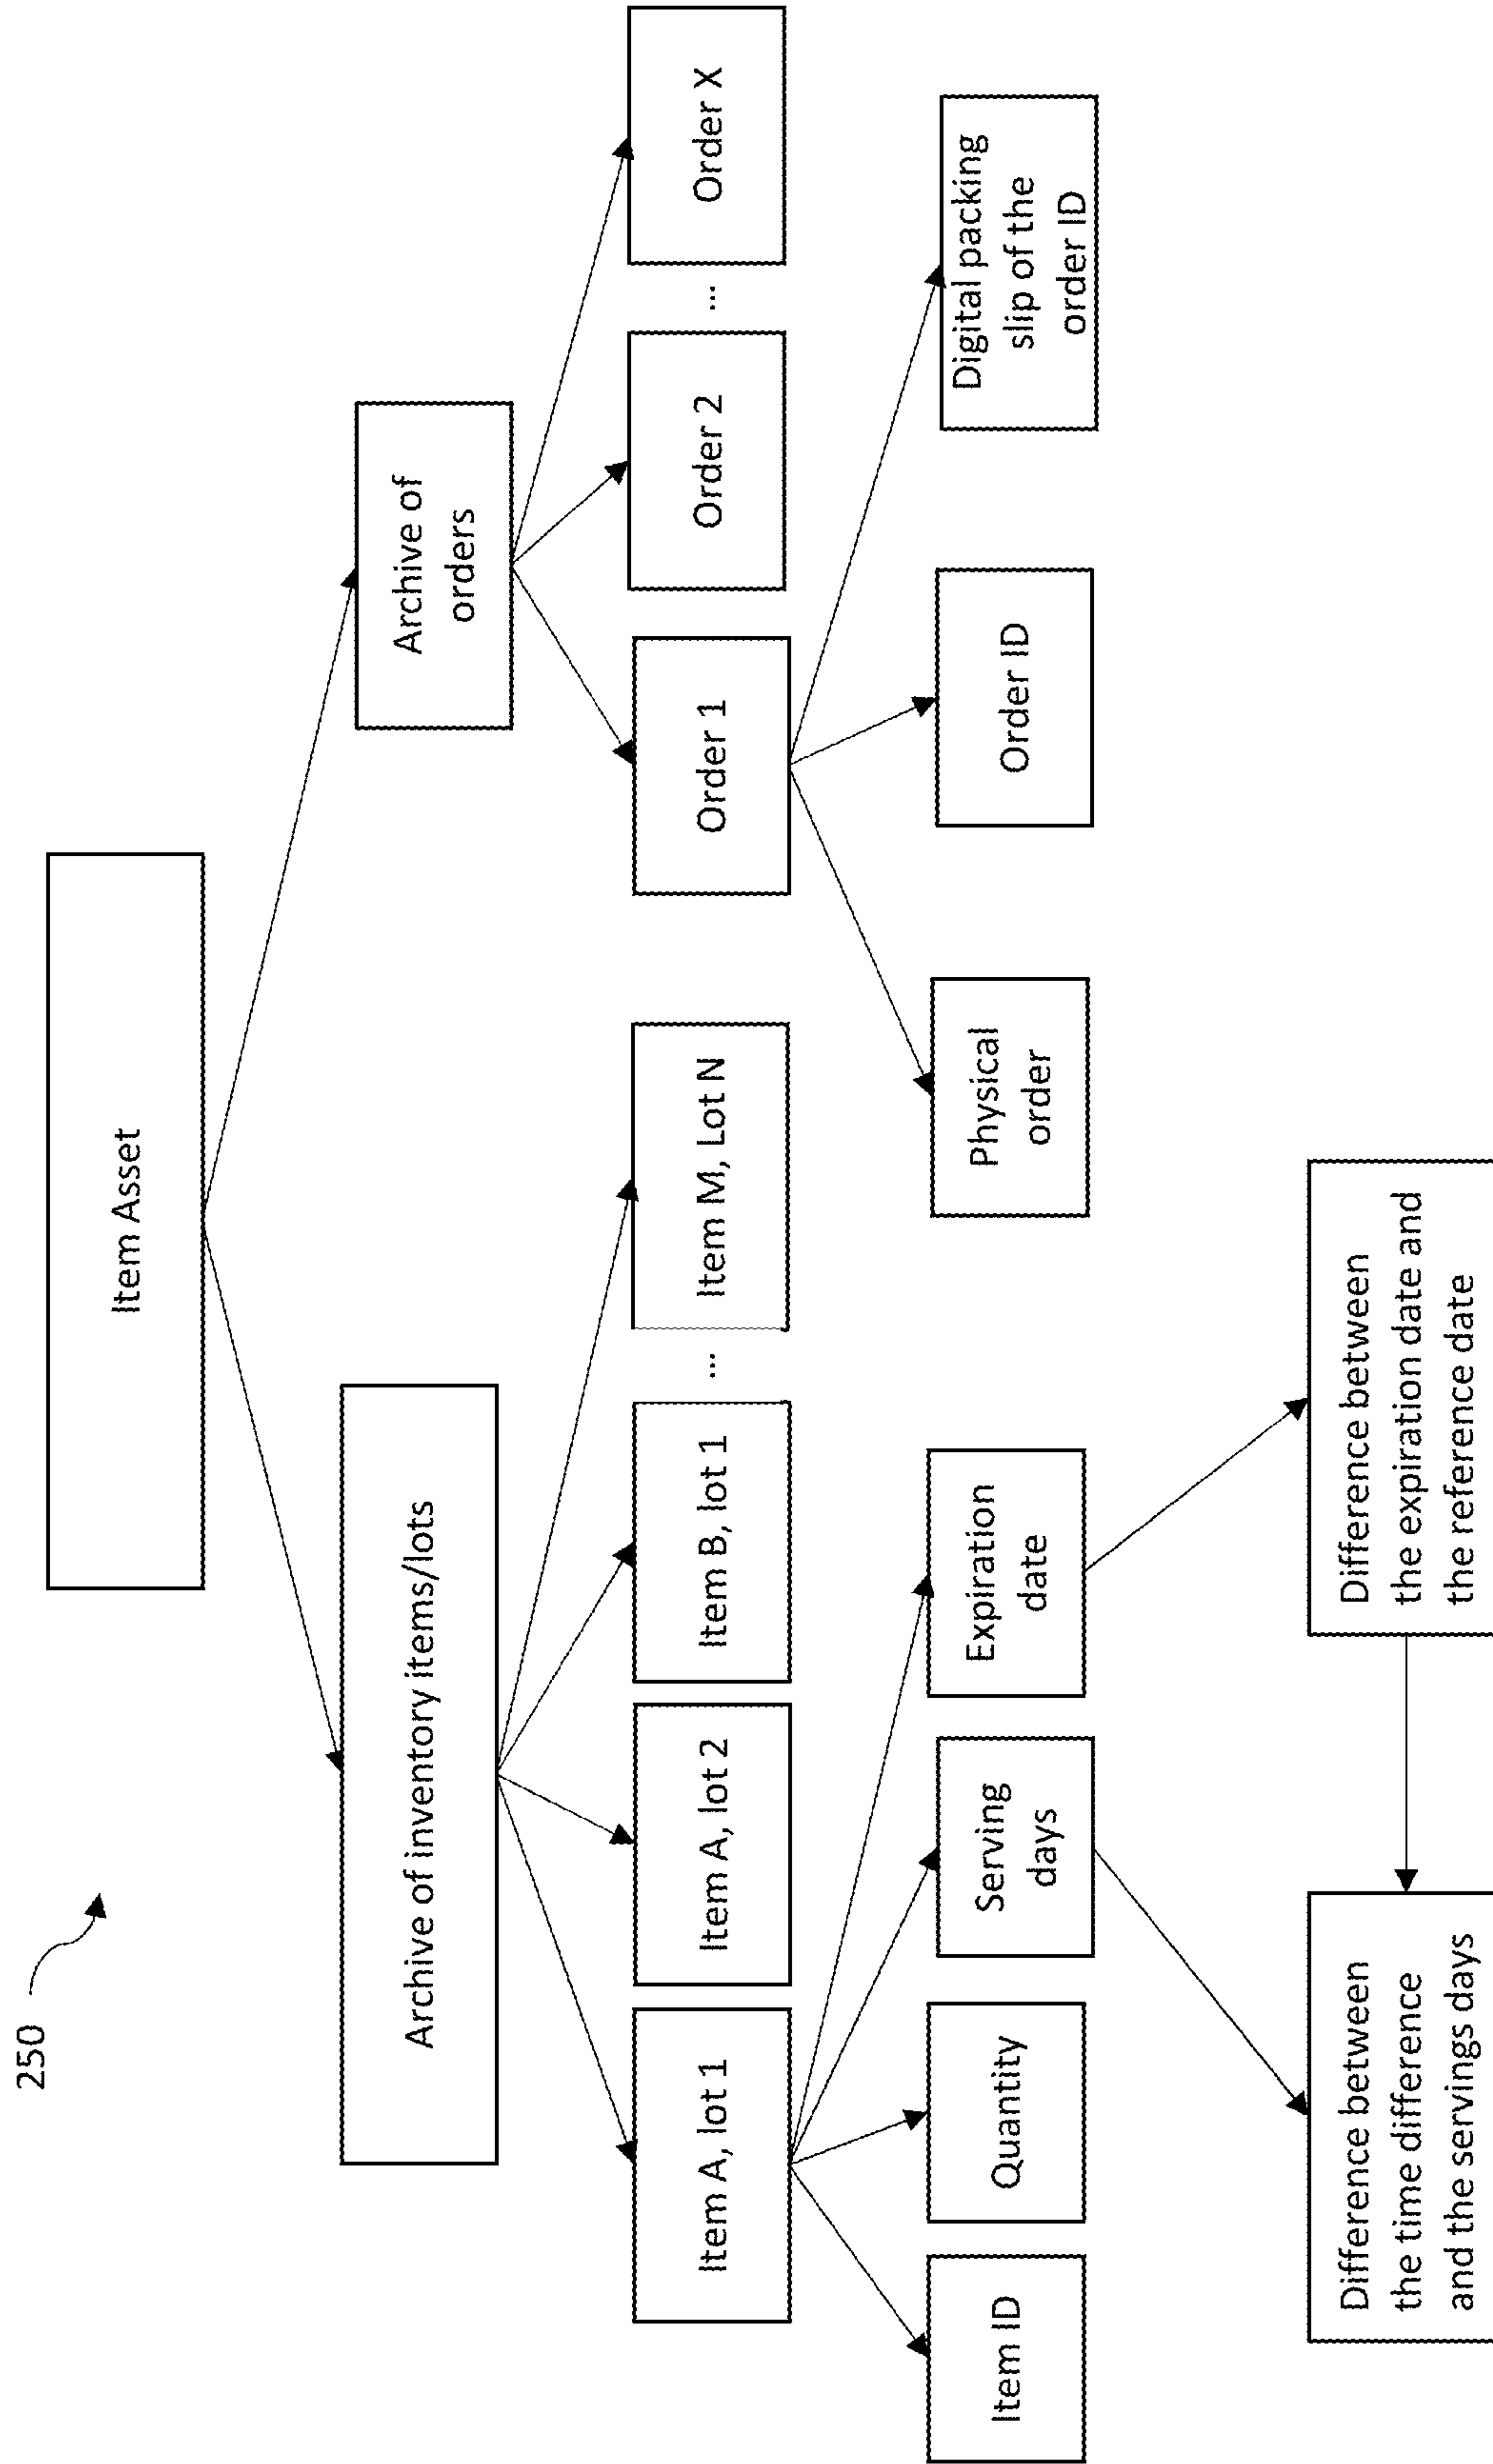 250
Item Asset
Archive of inventory items/lots
Archive of
orders
Item A, lot 1
Item A, lot 2
Item B, lot 1
...
Item M, Lot N
Order 1
Order 2
...
Order X
Item ID
Quantity
Serving
days
Expiration
date
Physical
order
Order ID
Digital packing
slip of the
order ID
Difference between
the time difference
and the servings days
Difference between
the expiration date and
the reference date